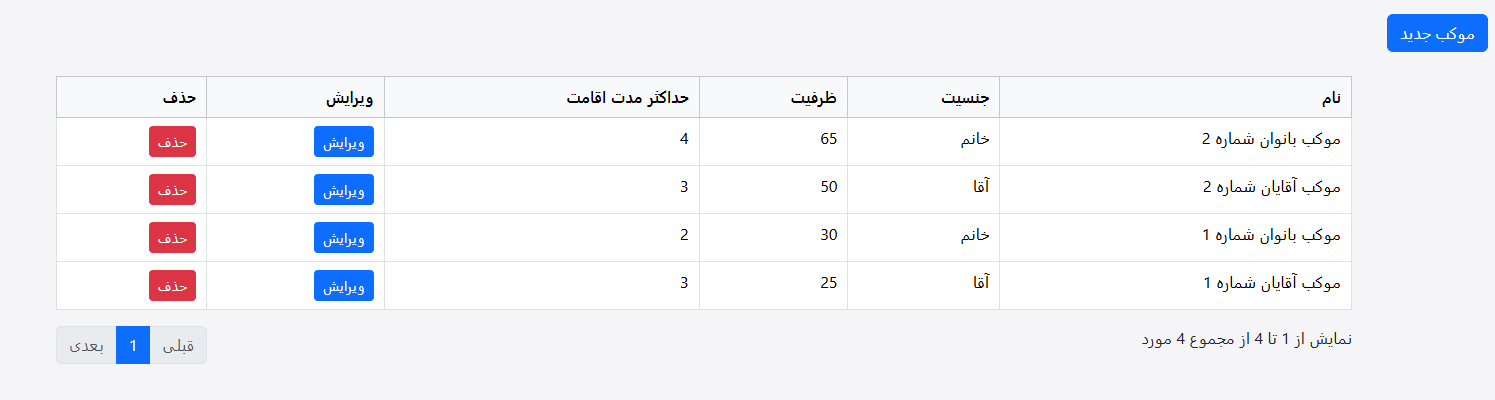 موکب جدید
نام جنسیت ظرفیت حداکثر مدت اقامت ویرایش حذف
موکب بانوان شماره 2 خانم 65 4 ویرایش حذف
موکب آقایان شماره 2 آقا 50 3 ویرایش حذف
موکب بانوان شماره 1 خانم 30 2 ویرایش حذف
موکب آقایان شماره 1 آقا 25 3 ویرایش حذف
نمایش از 1 تا 4 از مجموع 4 مورد قبلی 1 بعدی